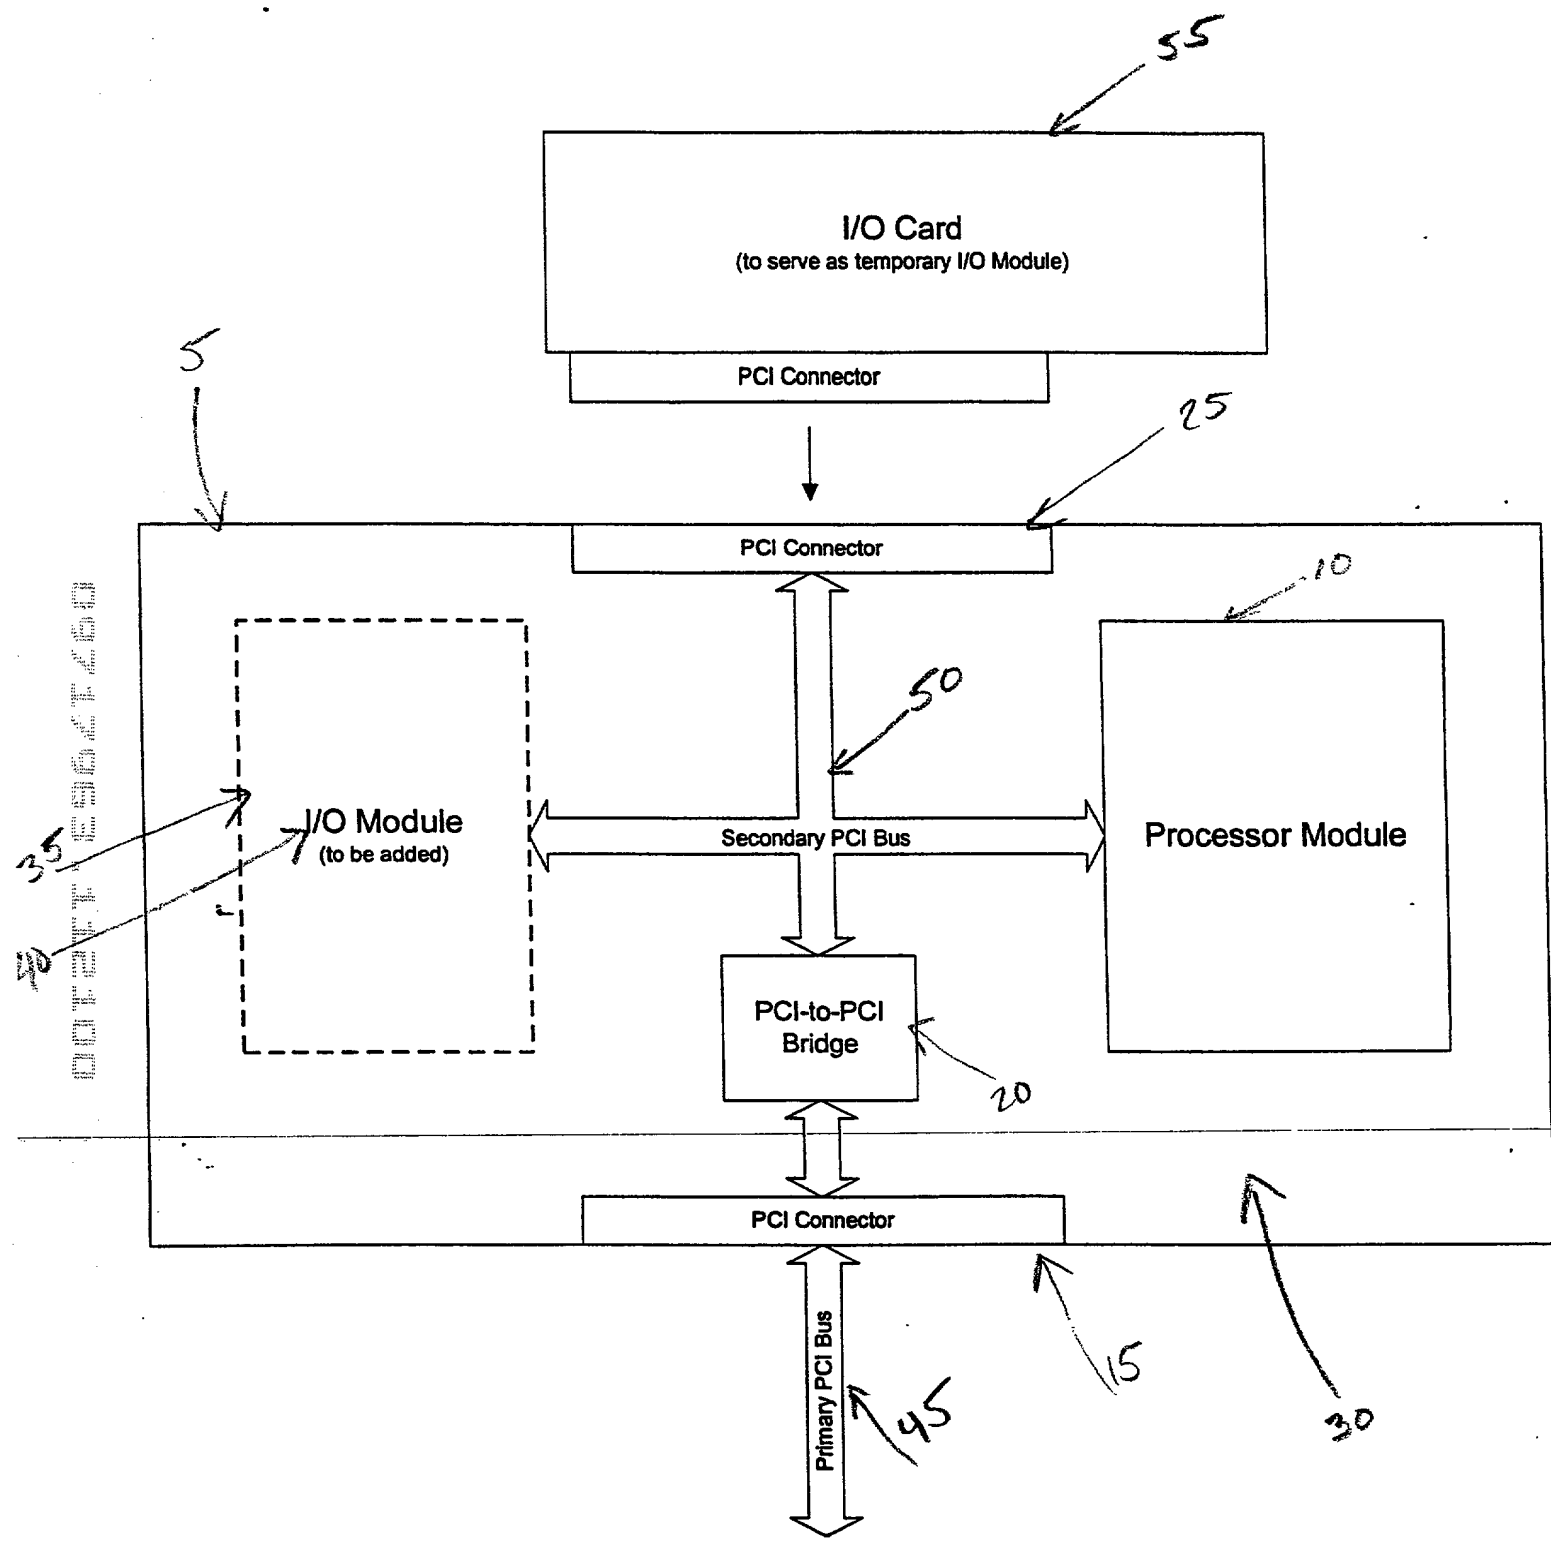 55
I/O Card
(to serve as temporary I/O Module)
5
PCI Connector
25
PCI Connector
10
50
35
I/O Module
(to be added)
Secondary PCI Bus
Processor Module
40
PCI-to-PCI
Bridge
20
PCI Connector
15
Primary PCI Bus
45
30